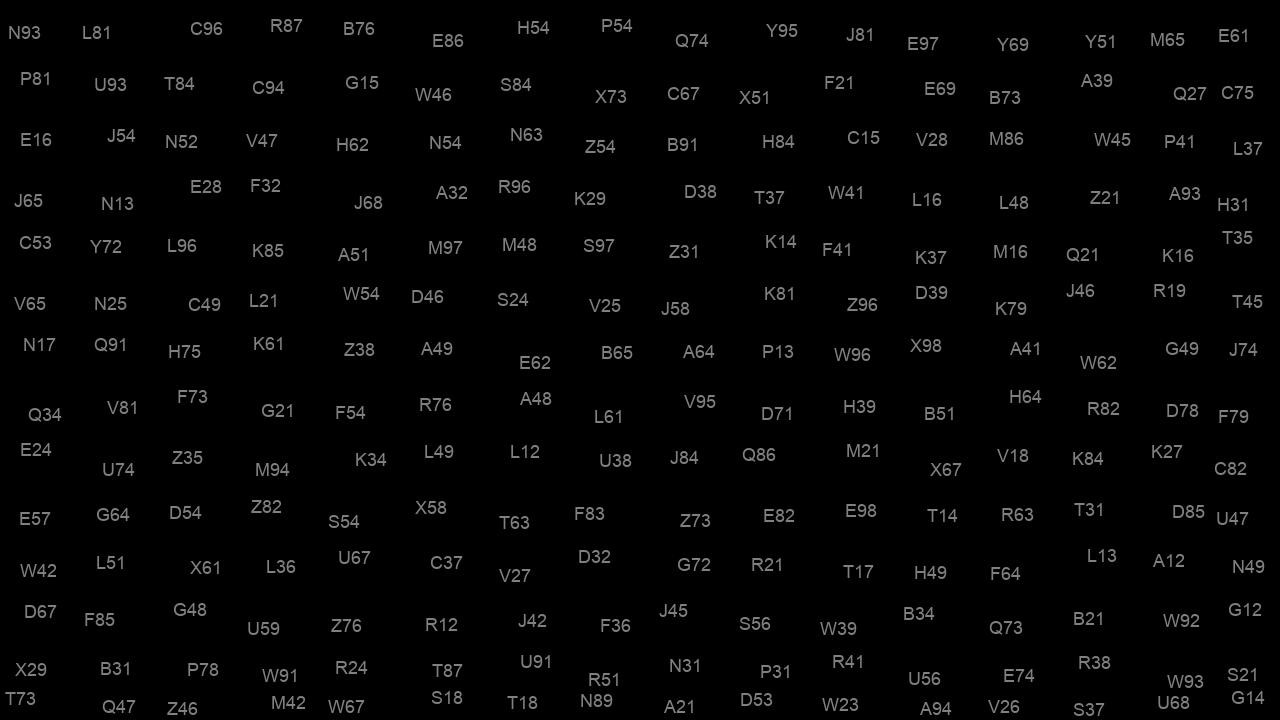 N93 L81 C96 R87 B76 E86 H54 P54 Q74 Y95 J81 E97 Y69 Y51 M65 E61
P81 U93 T84 C94 G15 W46 S84 X73 C67 X51 F21 E69 B73 A39 Q27 C75
E16 J54 N52 V47 H62 N54 N63 Z54 B91 H84 C15 V28 M86 W45 P41 L37
J65 N13 E28 F32 J68 A32 R96 K29 D38 T37 W41 L16 L48 Z21 A93 H31
C53 Y72 L96 K85 A51 M97 M48 S97 Z31 K14 F41 K37 M16 Q21 K16 T35
V65 N25 C49 L21 W54 D46 S24 V25 J58 K81 Z96 D39 K79 J46 R19 T45
N17 Q91 H75 K61 Z38 A49 E62 B65 A64 P13 W96 X98 A41 W62 G49 J74
Q34 V81 F73 G21 F54 R76 A48 L61 V95 D71 H39 B51 H64 R82 D78 F79
E24 U74 Z35 M94 K34 L49 L12 U38 J84 Q86 M21 X67 V18 K84 K27 C82
E57 G64 D54 Z82 S54 X58 T63 F83 Z73 E82 E98 T14 R63 T31 D85 U47
W42 L51 X61 L36 U67 C37 V27 D32 G72 R21 T17 H49 F64 L13 A12 N49
D67 F85 G48 U59 Z76 R12 J42 F36 J45 S56 W39 B34 Q73 B21 W92 G12
X29 B31 P78 W91 R24 T87 U91 R51 N31 P31 R41 U56 E74 R38 W93 S21
T73 Q47 Z46 M42 W67 S18 T18 N89 A21 D53 W23 A94 V26 S37 U68 G14